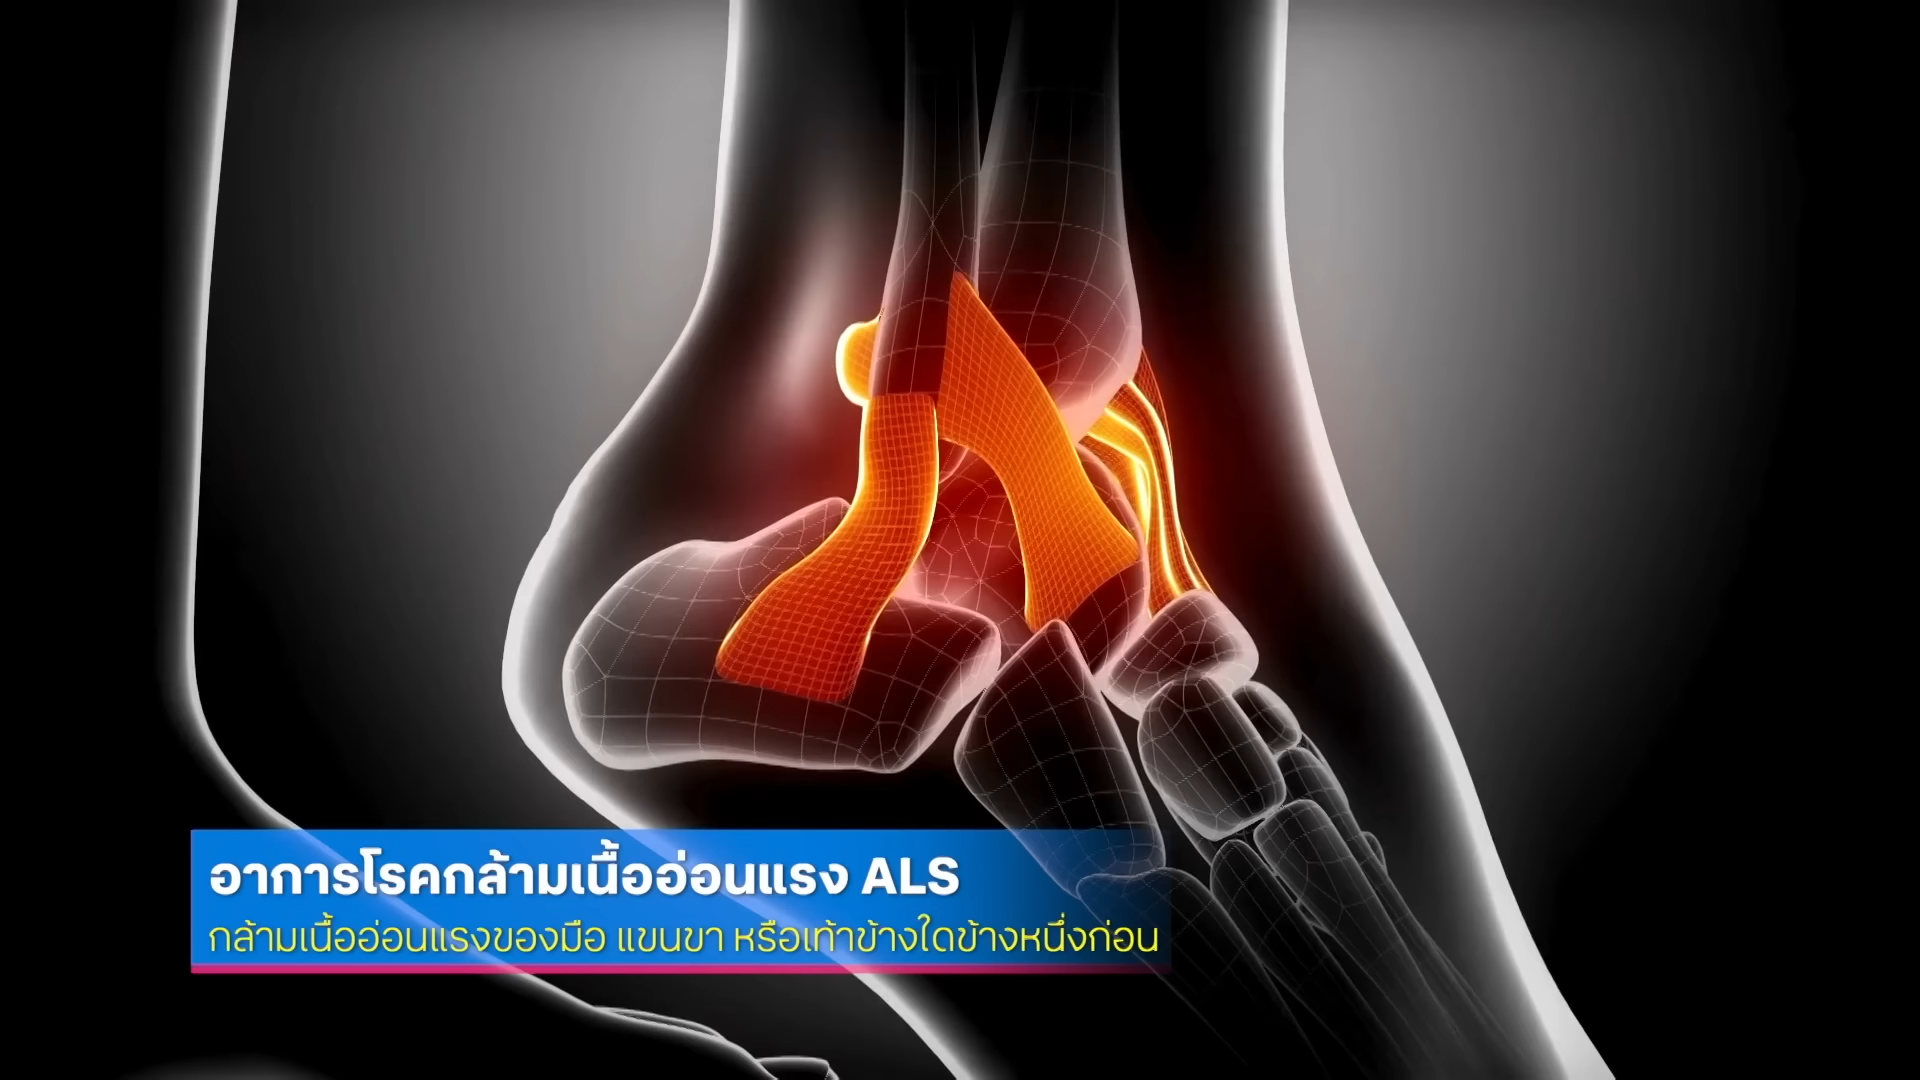 อาการโรคกล้ามเนื้ออ่อนแรง ALS
กล้ามเนื้ออ่อนแรงของมือ แขนขา หรือเท้าข้างใดข้างหนึ่งก่อน